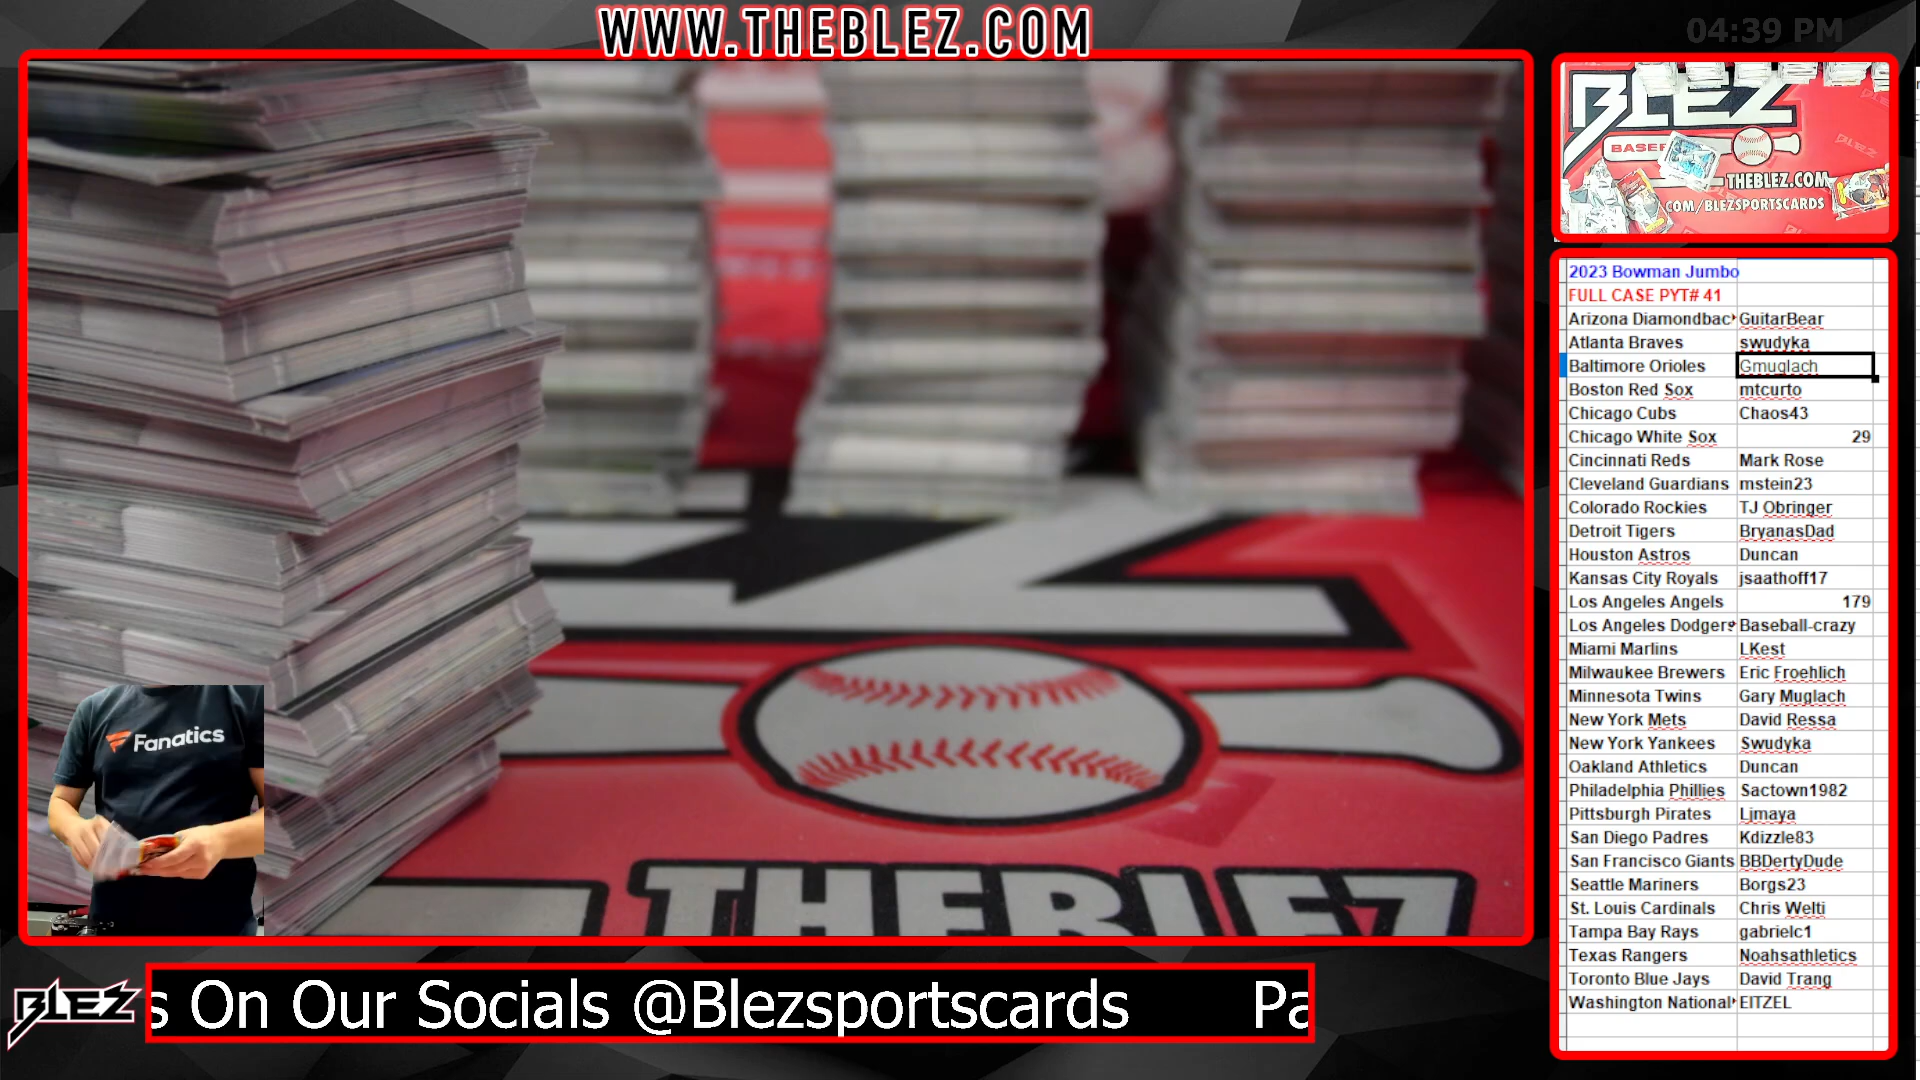 WWW.THEBLEZ.COM
04:39 PM
BLEZ
THEBLEZ.COM
COM/BLEZSPORTSCARDS
2023 Bowman Jumbo
FULL CASE PYT# 41
Arizona Diamondbac GuitarBear
Atlanta Braves swudyka
Baltimore Orioles Gmuglach
Boston Red Sox mtcurto
Chicago Cubs Chaos43
Chicago White Sox 29
Cincinnati Reds Mark Rose
Cleveland Guardians mstein23
Colorado Rockies TJ Obringer
Detroit Tigers BryanasDad
Houston Astros Duncan
Kansas City Royals jsaathoff17
Los Angeles Angels 179
Los Angeles Dodgers Baseball-crazy
Miami Marlins LKest
Milwaukee Brewers Eric Froehlich
Minnesota Twins Gary Muglach
New York Mets David Ressa
New York Yankees Swudyka
Oakland Athletics Duncan
Philadelphia Phillies Sactown1982
Pittsburgh Pirates Ljmaya
San Diego Padres Kdizzle83
San Francisco Giants BBDertyDude
Seattle Mariners Borgs23
St. Louis Cardinals Chris Welti
Tampa Bay Rays gabrielc1
Texas Rangers Noahsathletics
Toronto Blue Jays David Trang
Washington National EITZEL
Fanatics
THEBLEZ
BLEZ
s On Our Socials @Blezsportscards Pa